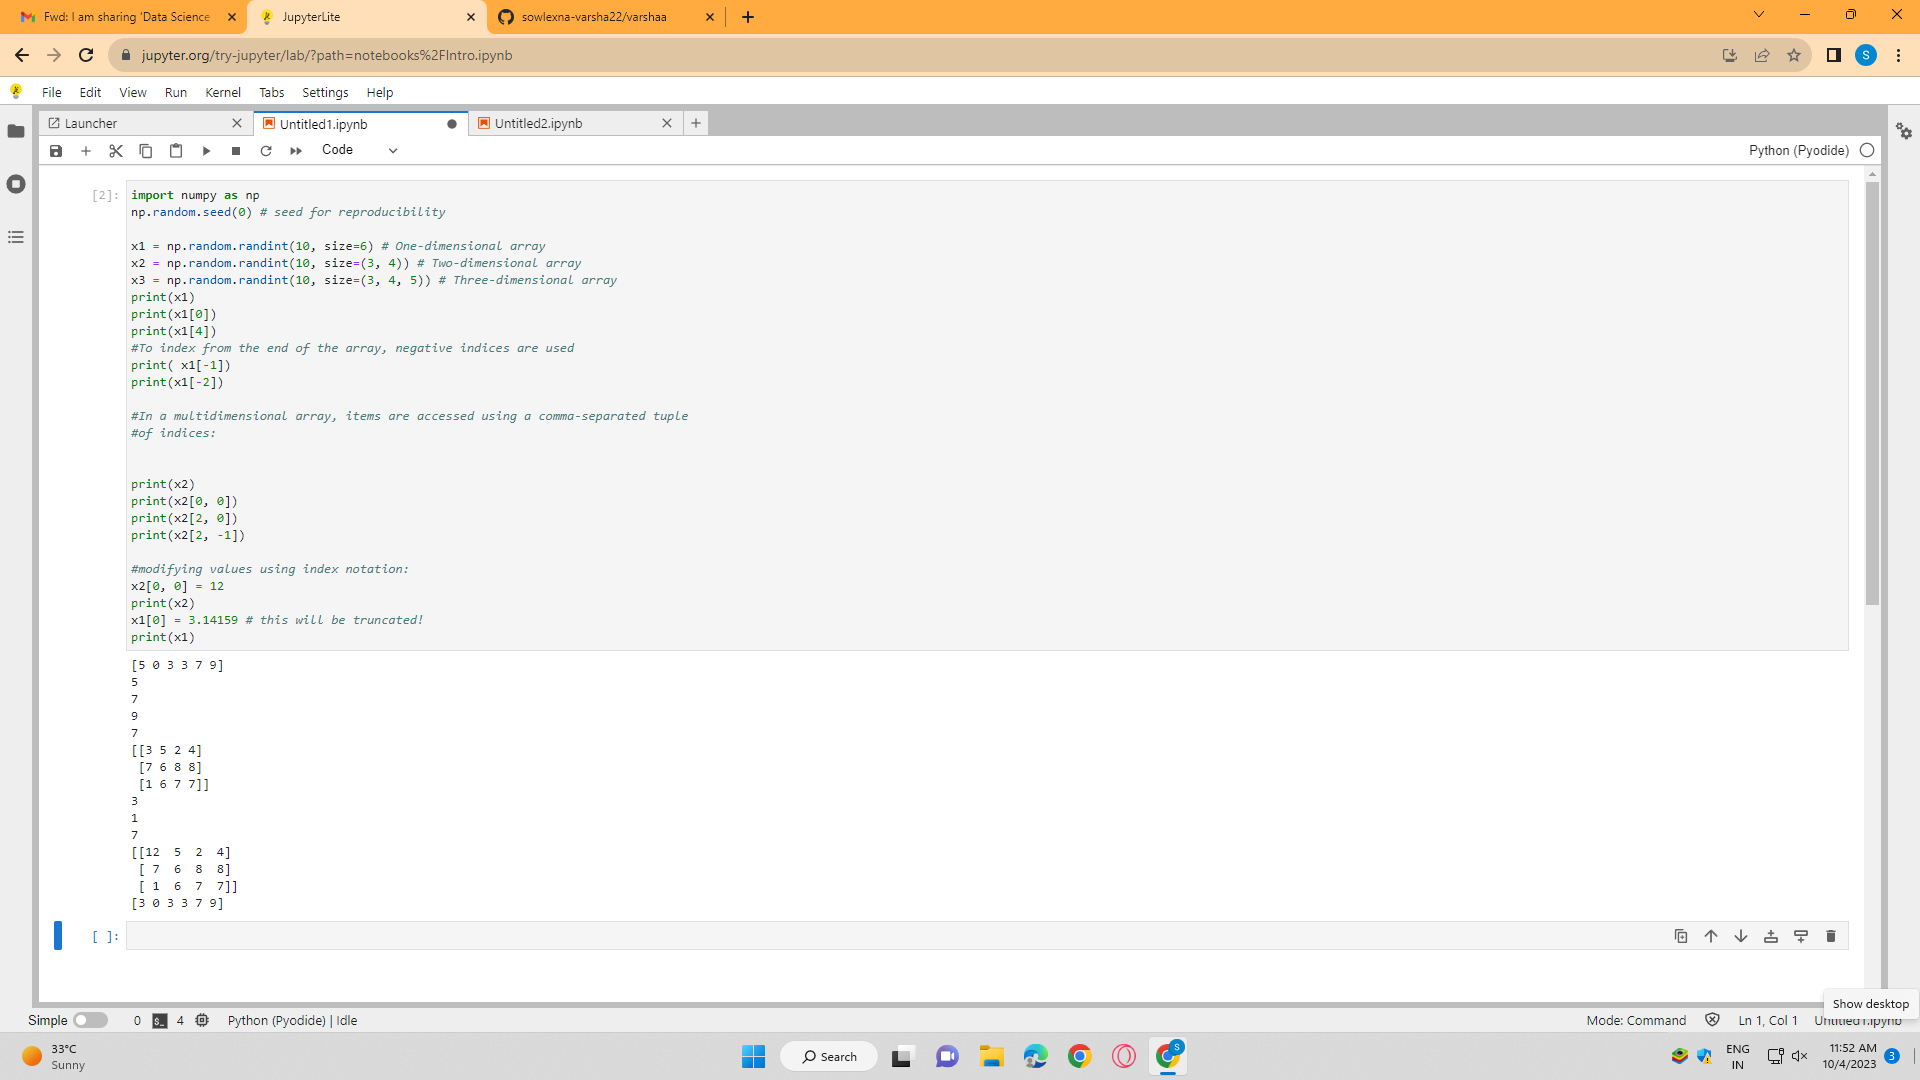 Fwd: I am sharing 'Data Science
JupyterLite
sowlexna-varsha22/varshaa
jupyter.org/try-jupyter/lab/?path=notebooks%2FIntro.ipynb
S
File Edit View Run Kernel Tabs Settings Help
Launcher
Untitled1.ipynb
Untitled2.ipynb
Code
Python (Pyodide)
[2]:
import numpy as np
np.random.seed(0) # seed for reproducibility
x1 = np.random.randint(10, size=6) # One-dimensional array
x2 = np.random.randint(10, size=(3, 4)) # Two-dimensional array
x3 = np.random.randint(10, size=(3, 4, 5)) # Three-dimensional array
print(x1)
print(x1[0])
print(x1[4])
#To index from the end of the array, negative indices are used
print( x1[-1])
print(x1[-2])
#In a multidimensional array, items are accessed using a comma-separated tuple
#of indices:
print(x2)
print(x2[0, 0])
print(x2[2, 0])
print(x2[2, -1])
#modifying values using index notation:
x2[0, 0] = 12
print(x2)
x1[0] = 3.14159 # this will be truncated!
print(x1)
[5 0 3 3 7 9]
5
7
9
7
[[3 5 2 4]
[7 6 8 8]
[1 6 7 7]]
3
1
7
[[12 5 2 4]
[ 7 6 8 8]
[ 1 6 7 7]]
[3 0 3 3 7 9]
[ ]:
Show desktop
Simple 0 4 Python (Pyodide) | Idle
Mode: Command Ln 1, Col 1 Untitled1.ipynb
33°C
Sunny
Search
S
ENG
IN
11:52 AM
10/4/2023
3